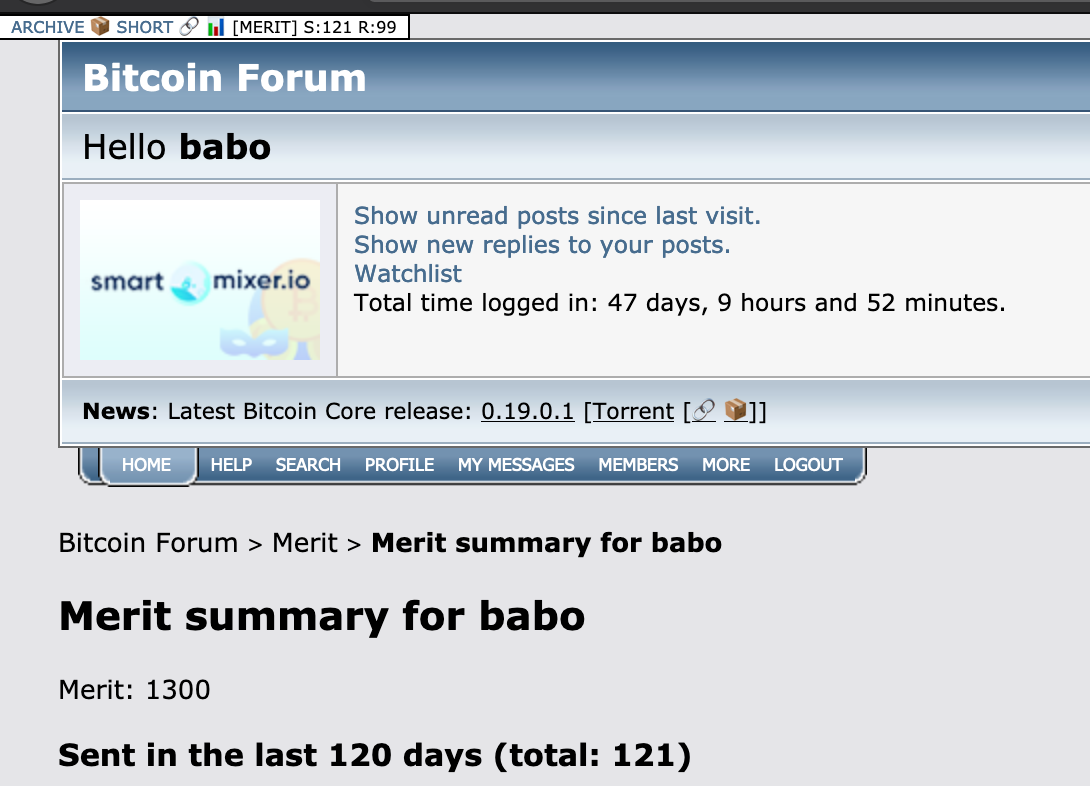 ARCHIVE 📦 SHORT 🔗 📊 [MERIT] S:121 R:99
Bitcoin Forum
Hello babo
smart mixer.io
Show unread posts since last visit.
Show new replies to your posts.
Watchlist
Total time logged in: 47 days, 9 hours and 52 minutes.
News: Latest Bitcoin Core release: 0.19.0.1 [Torrent [🔗 📦]]
HOME HELP SEARCH PROFILE MY MESSAGES MEMBERS MORE LOGOUT
Bitcoin Forum > Merit > Merit summary for babo
Merit summary for babo
Merit: 1300
Sent in the last 120 days (total: 121)